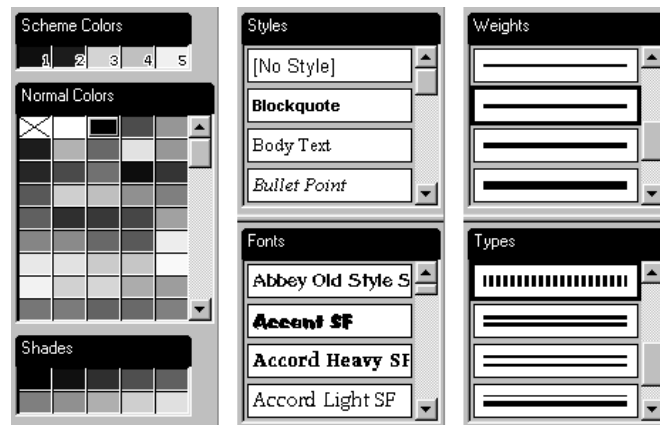 Scheme Colors
1 2 3 4 5
Normal Colors
Shades
Styles
[No Style]
Blockquote
Body Text
Bullet Point
Fonts
Abbey Old Style S
Accent SF
Accord Heavy SF
Accord Light SF
Weights
Types